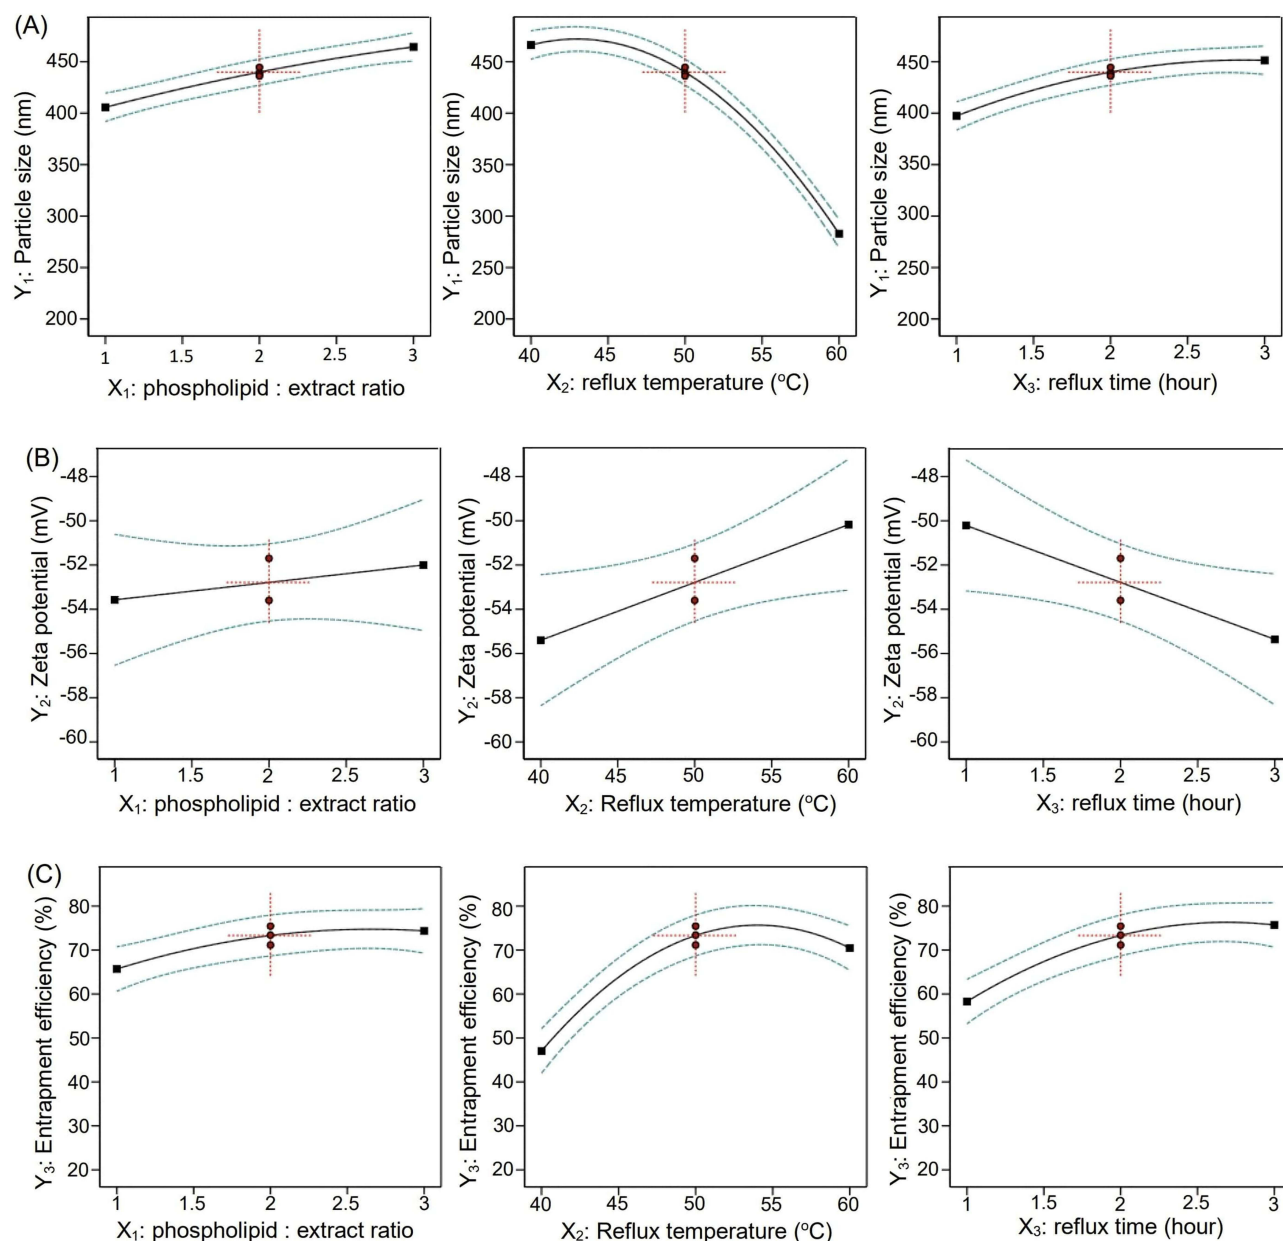 (A)
Y₁: Particle size (nm)
450
400
350
300
250
200
1 1.5 2 2.5 3
X₁: phospholipid : extract ratio
Y₁: Particle size (nm)
450
400
350
300
250
200
40 45 50 55 60
X₂: reflux temperature (°C)
Y₁: Particle size (nm)
450
400
350
300
250
200
1 1.5 2 2.5 3
X₃: reflux time (hour)
(B)
Y₂: Zeta potential (mV)
-48
-50
-52
-54
-56
-58
-60
1 1.5 2 2.5 3
X₁: phospholipid : extract ratio
Y₂: Zeta potential (mV)
-48
-50
-52
-54
-56
-58
-60
40 45 50 55 60
X₂: Reflux temperature (°C)
Y₂: Zeta potential (mV)
-48
-50
-52
-54
-56
-58
-60
1 1.5 2 2.5 3
X₃: reflux time (hour)
(C)
Y₃: Entrapment efficiency (%)
80
70
60
50
40
30
20
1 1.5 2 2.5 3
X₁: phospholipid : extract ratio
Y₃: Entrapment efficiency (%)
80
70
60
50
40
30
20
40 45 50 55 60
X₂: Reflux temperature (°C)
Y₃: Entrapment efficiency (%)
80
70
60
50
40
30
20
1 1.5 2 2.5 3
X₃: reflux time (hour)